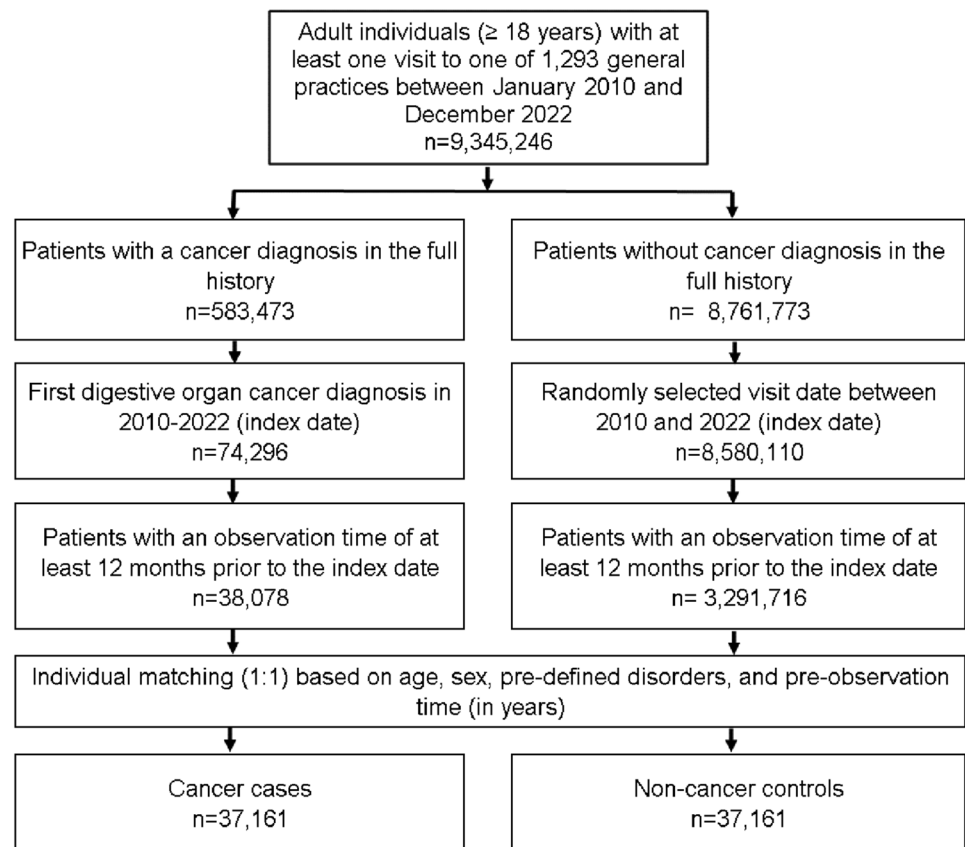 Adult individuals (≥ 18 years) with at
least one visit to one of 1,293 general
practices between January 2010 and
December 2022
n=9,345,246
Patients with a cancer diagnosis in the full
history
n=583,473
Patients without cancer diagnosis in the
full history
n= 8,761,773
First digestive organ cancer diagnosis in
2010-2022 (index date)
n=74,296
Randomly selected visit date between
2010 and 2022 (index date)
n=8,580,110
Patients with an observation time of at
least 12 months prior to the index date
n=38,078
Patients with an observation time of at
least 12 months prior to the index date
n= 3,291,716
Individual matching (1:1) based on age, sex, pre-defined disorders, and pre-observation
time (in years)
Cancer cases
n=37,161
Non-cancer controls
n=37,161